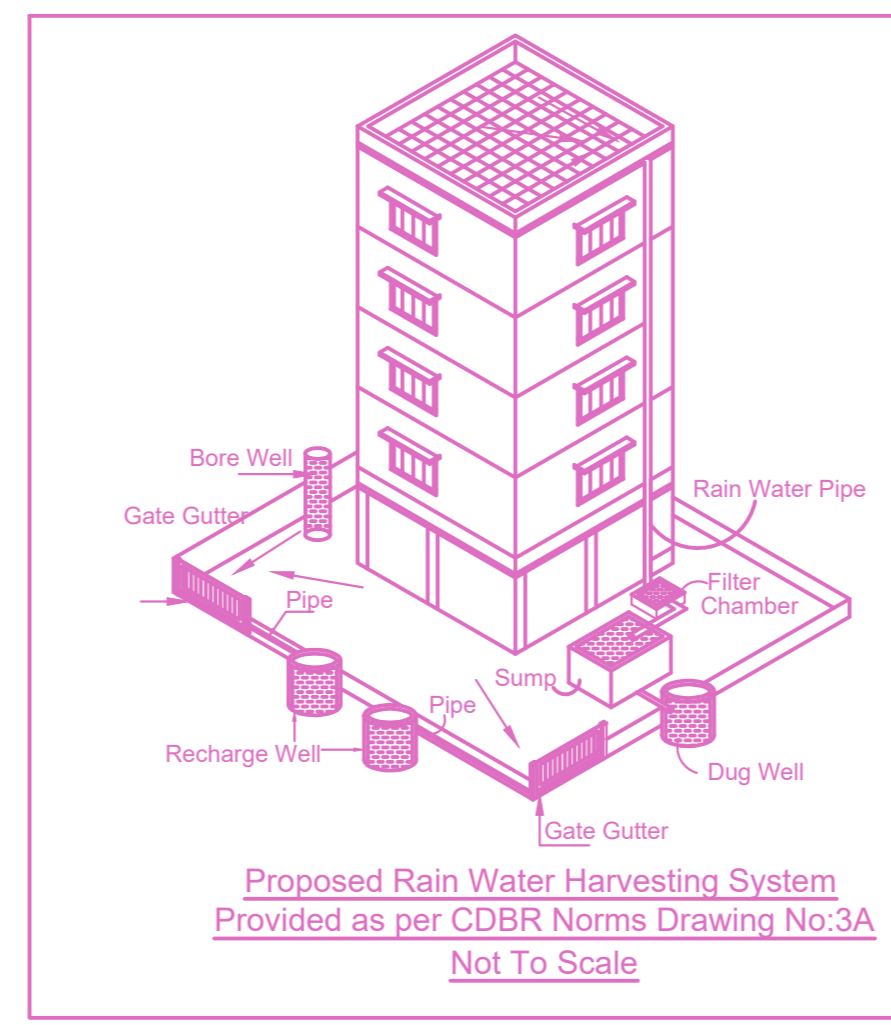 Bore Well
Gate Gutter
Rain Water Pipe
Pipe
Filter
Chamber
Sump
Pipe
Recharge Well
Dug Well
Gate Gutter
Proposed Rain Water Harvesting System
Provided as per CDBR Norms Drawing No:3A
Not To Scale